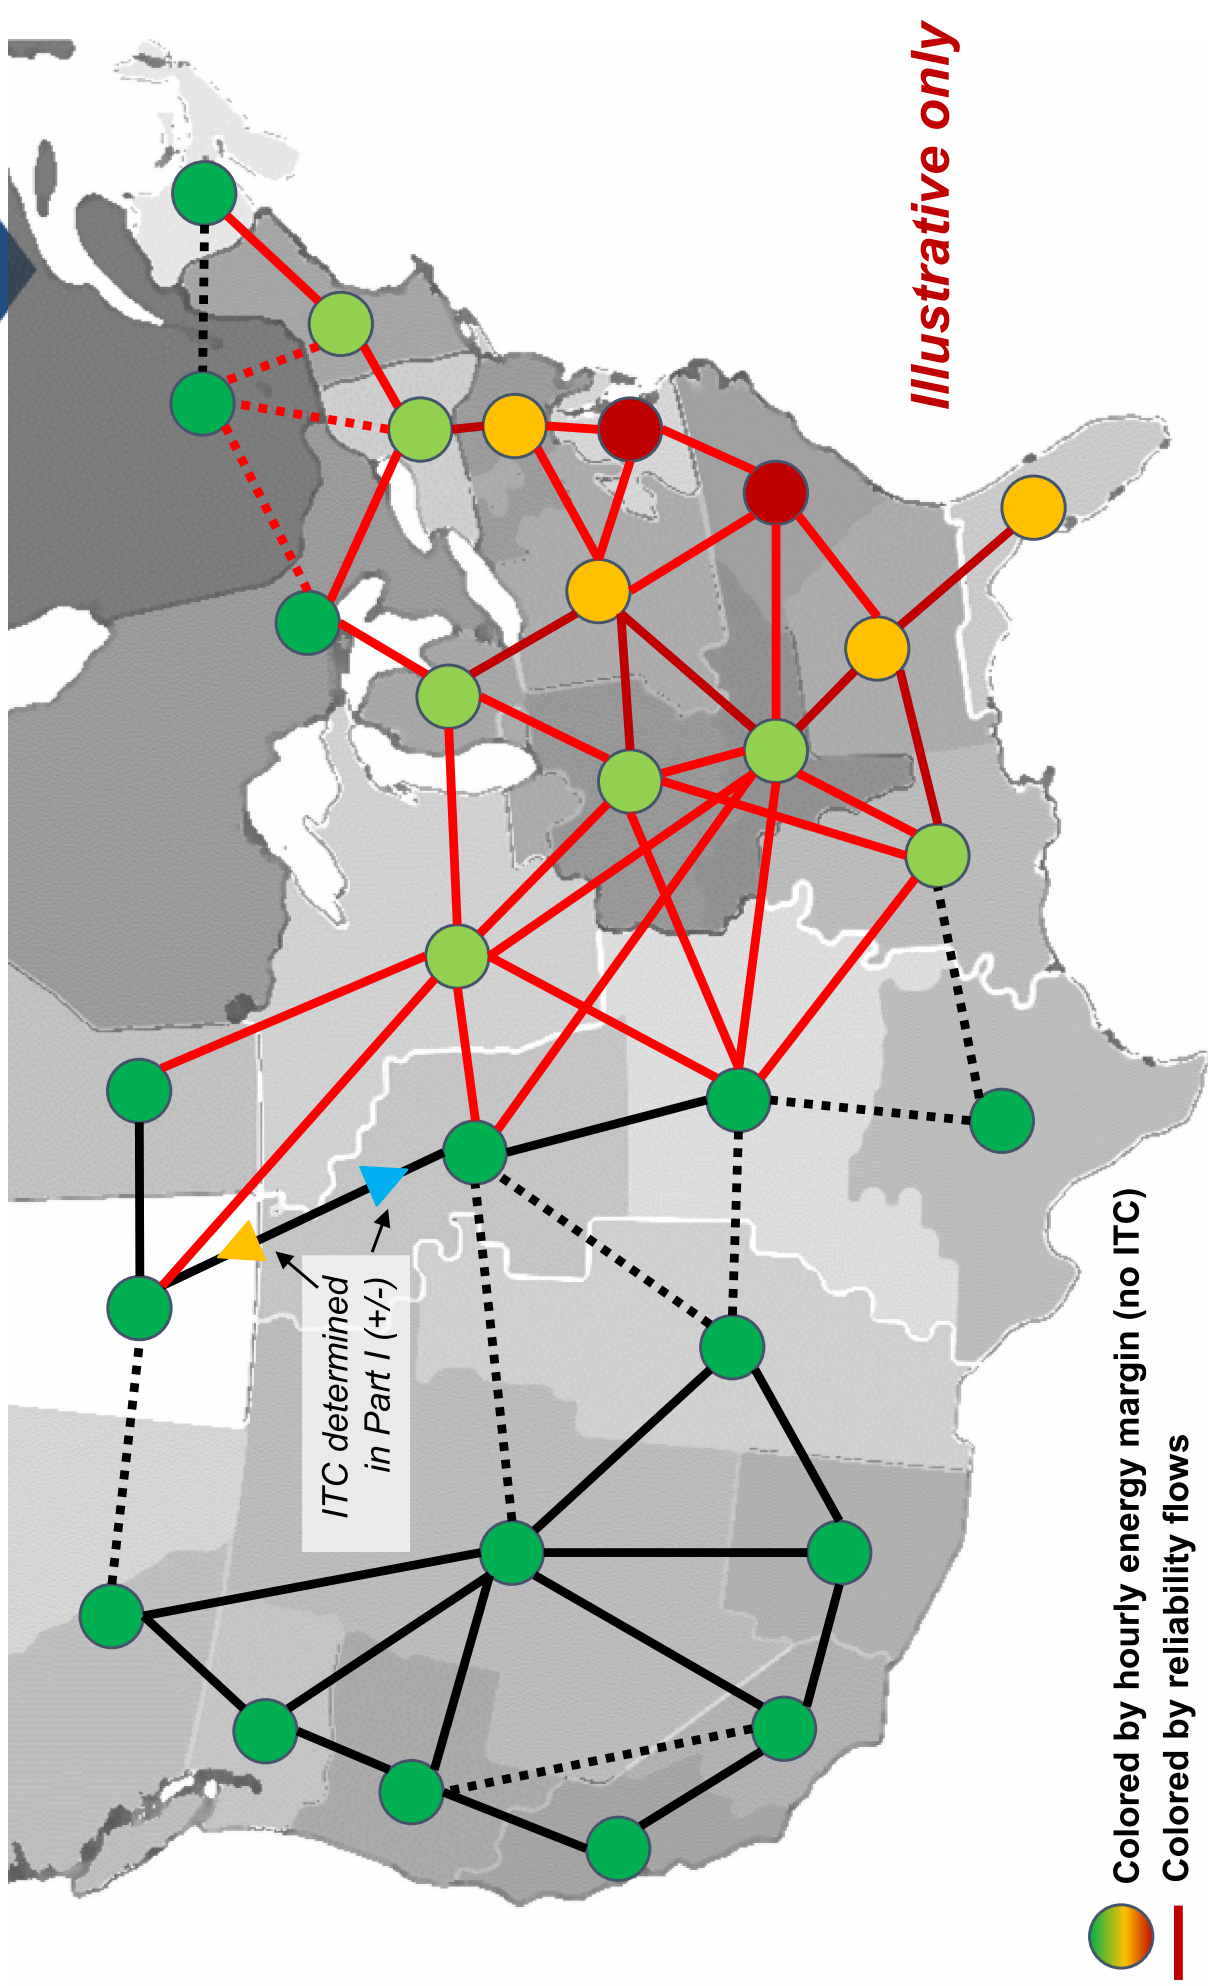 Illustrative only
ITC determined
in Part I (+/-)
Colored by hourly energy margin (no ITC)
Colored by reliability flows